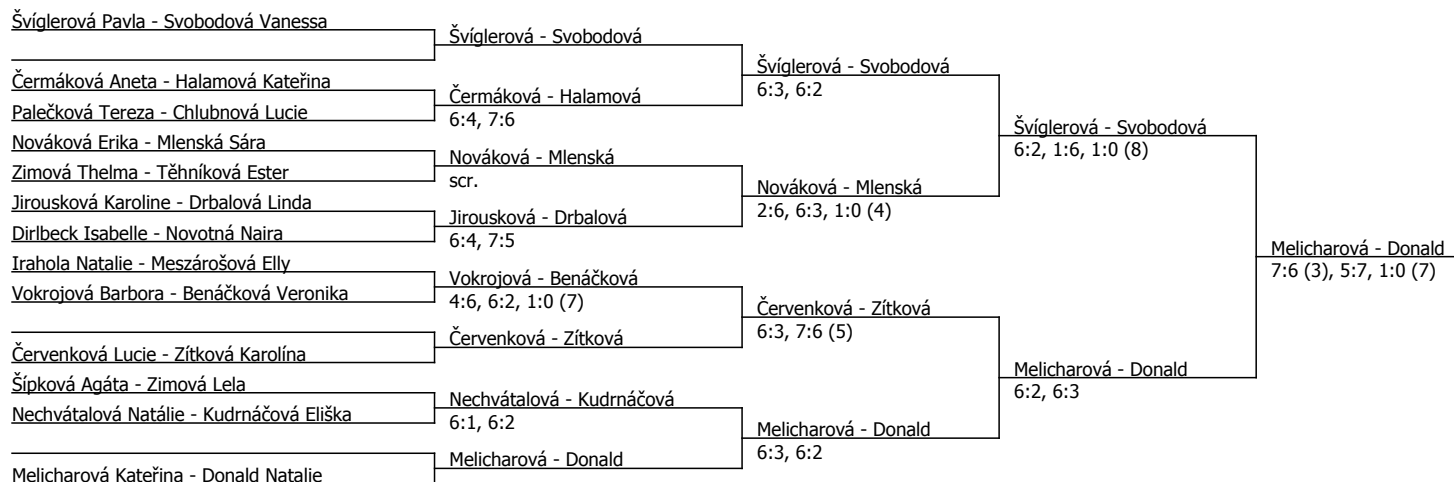 Švíglerová Pavla - Svobodová Vanessa
Čermáková Aneta - Halamová Kateřina
Palečková Tereza - Chlubnová Lucie
Nováková Erika - Mlenská Sára
Zimová Thelma - Těhníková Ester
Jirousková Karoline - Drbalová Linda
Dirlbeck Isabelle - Novotná Naira
Irahola Natalie - Meszárošová Elly
Vokrojová Barbora - Benáčková Veronika
Červenková Lucie - Zítková Karolína
Šípková Agáta - Zimová Lela
Nechvátalová Natálie - Kudrnáčová Eliška
Melicharová Kateřina - Donald Natalie
Švíglerová - Svobodová
Čermáková - Halamová
6:4, 7:6
Nováková - Mlenská
scr.
Jirousková - Drbalová
6:4, 7:5
Vokrojová - Benáčková
4:6, 6:2, 1:0 (7)
Červenková - Zítková
Nechvátalová - Kudrnáčová
6:1, 6:2
Melicharová - Donald
Švíglerová - Svobodová
6:3, 6:2
Nováková - Mlenská
2:6, 6:3, 1:0 (4)
Červenková - Zítková
6:3, 7:6 (5)
Melicharová - Donald
6:3, 6:2
Švíglerová - Svobodová
6:2, 1:6, 1:0 (8)
Melicharová - Donald
6:2, 6:3
Melicharová - Donald
7:6 (3), 5:7, 1:0 (7)